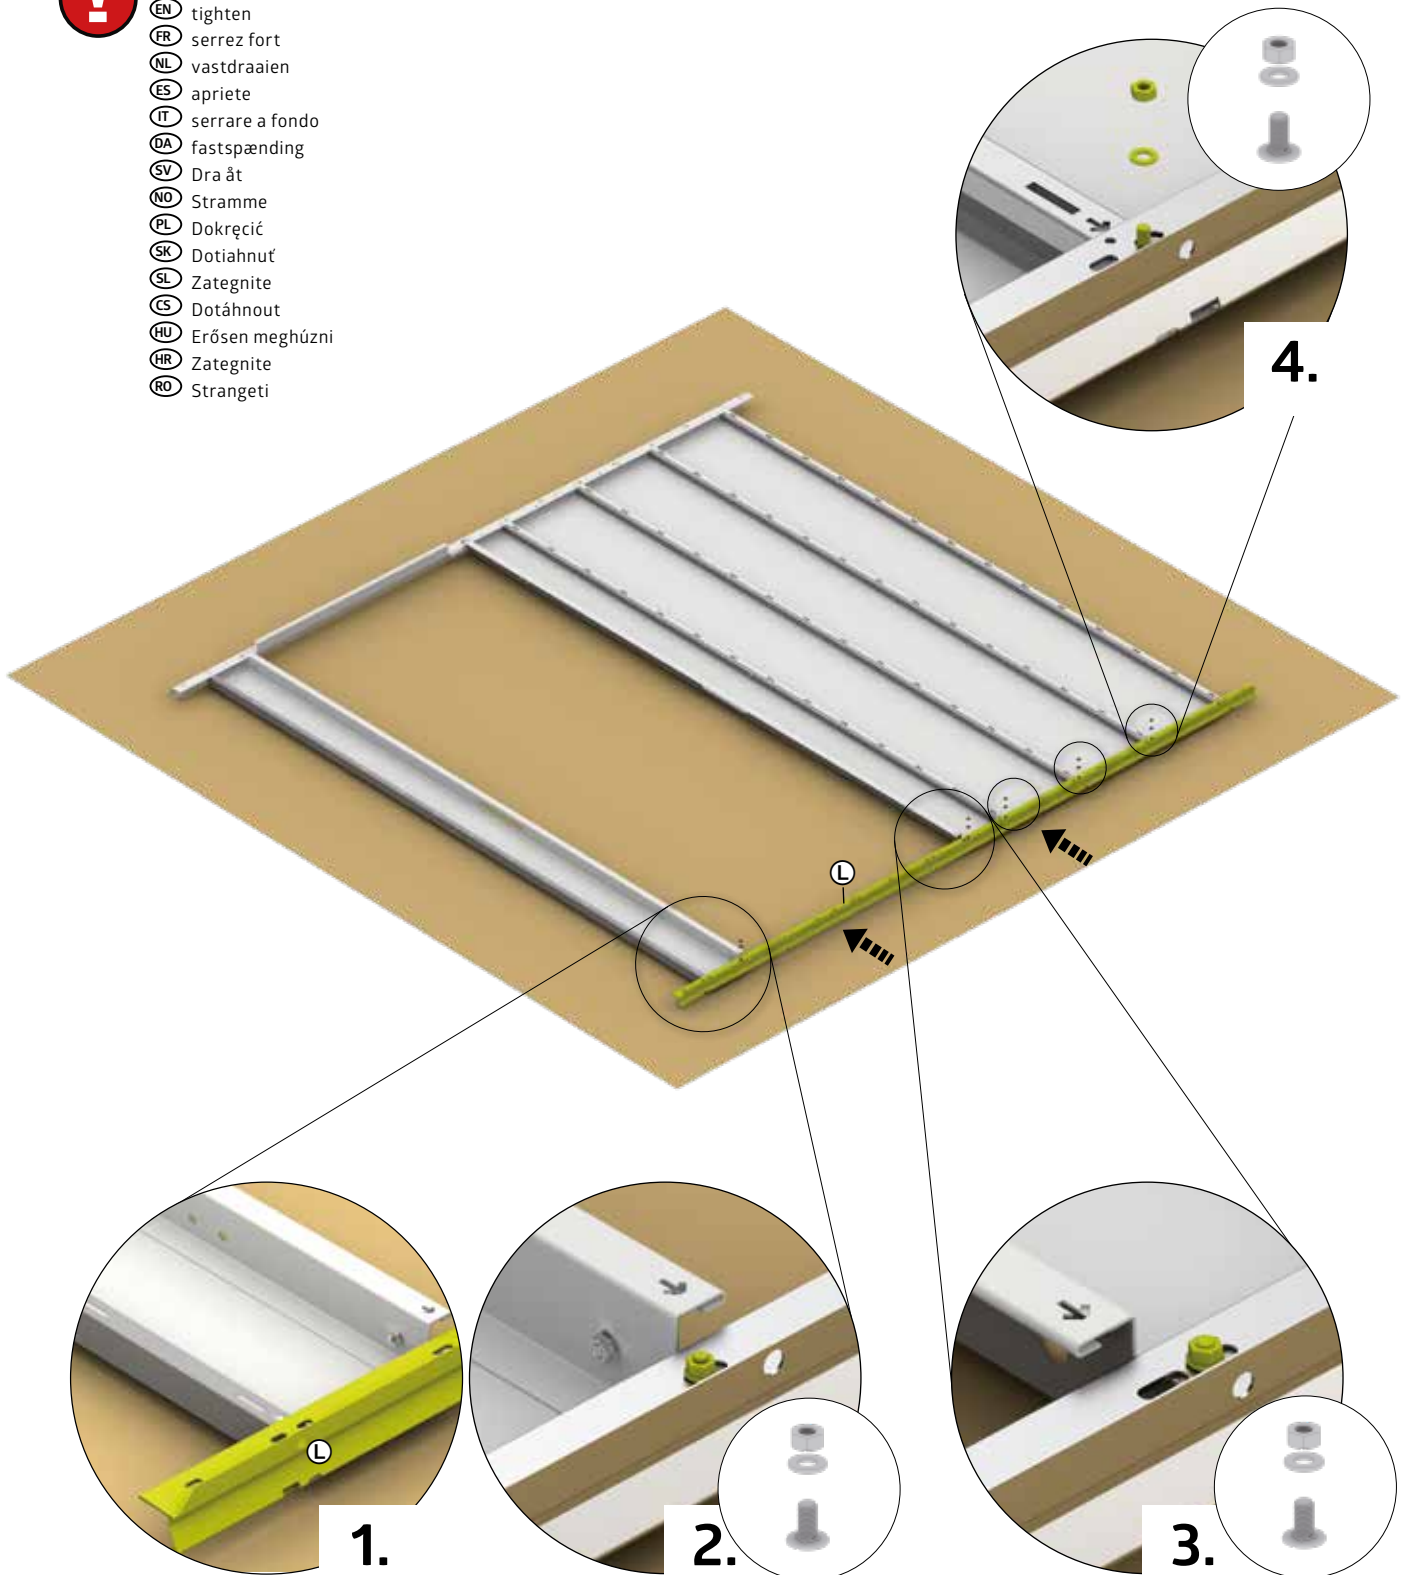 !
EN tighten
FR serrez fort
NL vastdraaien
ES apriete
IT serrare a fondo
DA fastspænding
SV Dra åt
NO Stramme
PL Dokręcić
SK Dotiahnuť
SL Zategnite
CS Dotáhnout
HU Erősen meghúzni
HR Zategnite
RO Strangeti
4.
L
L
1.
2.
3.